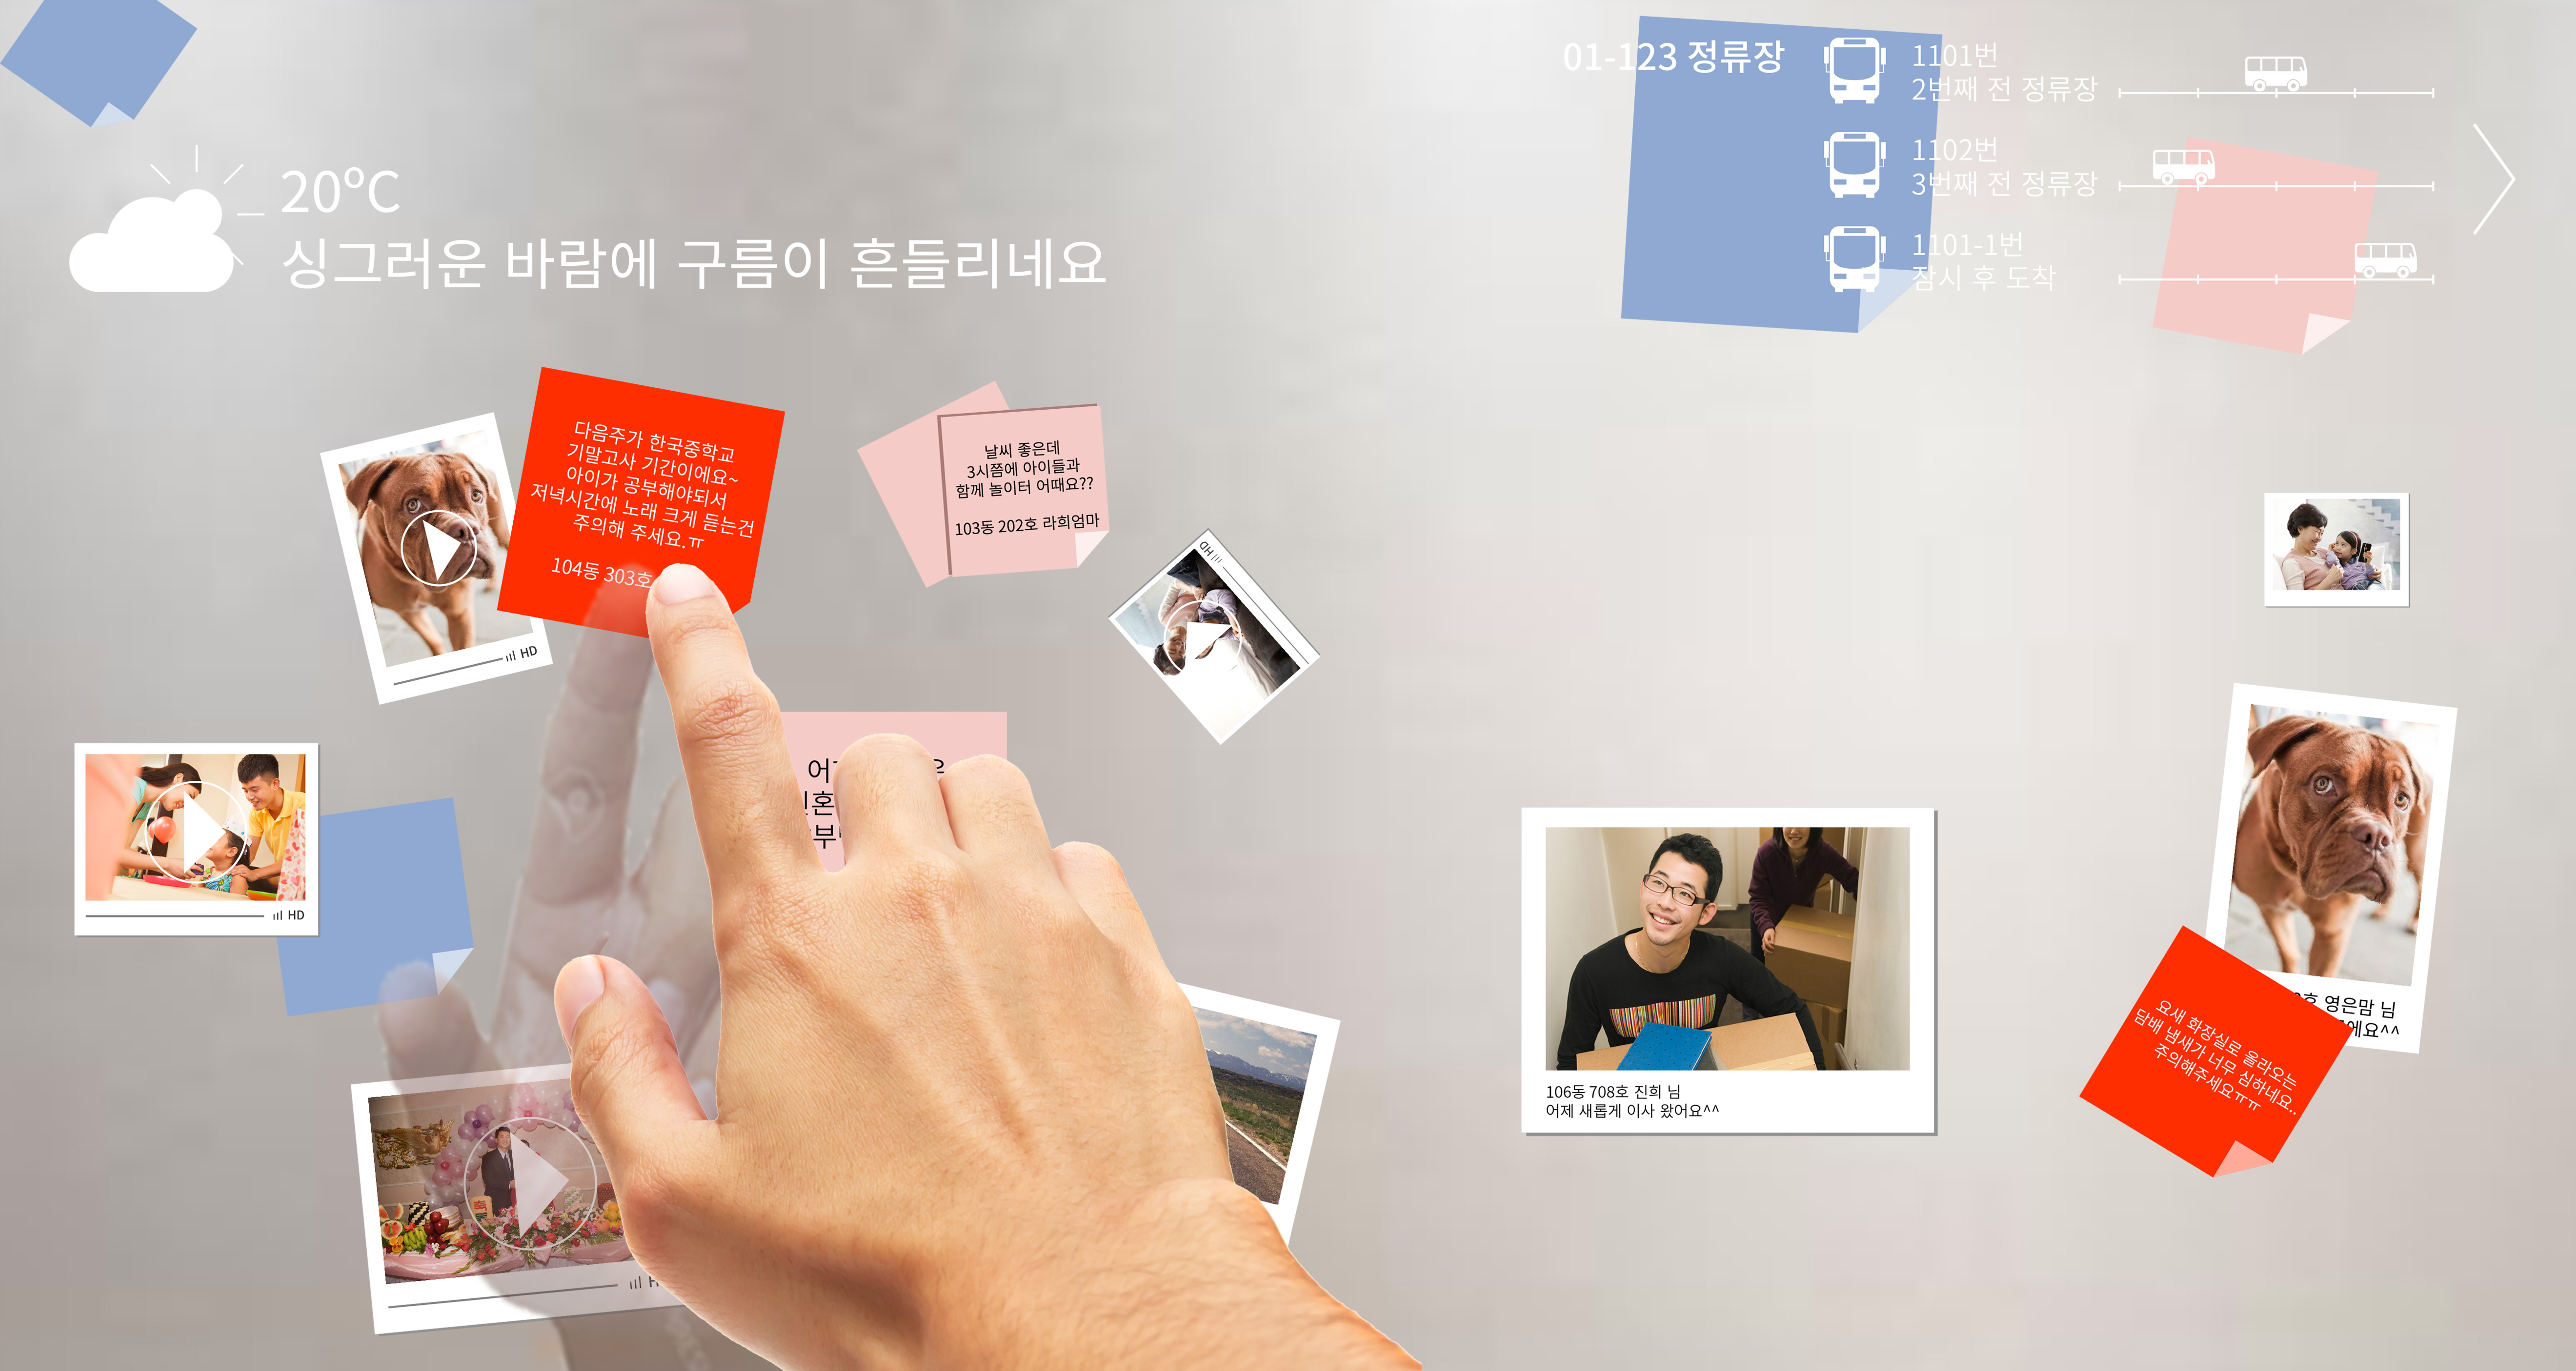 20°C
싱그러운 바람에 구름이 흔들리네요
01-123 정류장
1101번
2번째 전 정류장
1102번
3번째 전 정류장
1101-1번
잠시 후 도착
다음주가 한국중학교
기말고사 기간이에요~
아이가 공부해야되서
저녁시간에 노래 크게 듣는건
주의해 주세요.ㅠ
104동 303호
HD
날씨 좋은데
3시쯤에 아이들과
함께 놀이터 어때요??
103동 202호 라희엄마
HD
HD
106동 708호 진희 님
어제 새롭게 이사 왔어요^^
영은맘 님
요새 화장실로 올라오는
담배 냄새가 너무 심하네요..
주의해주세요ㅠㅠ